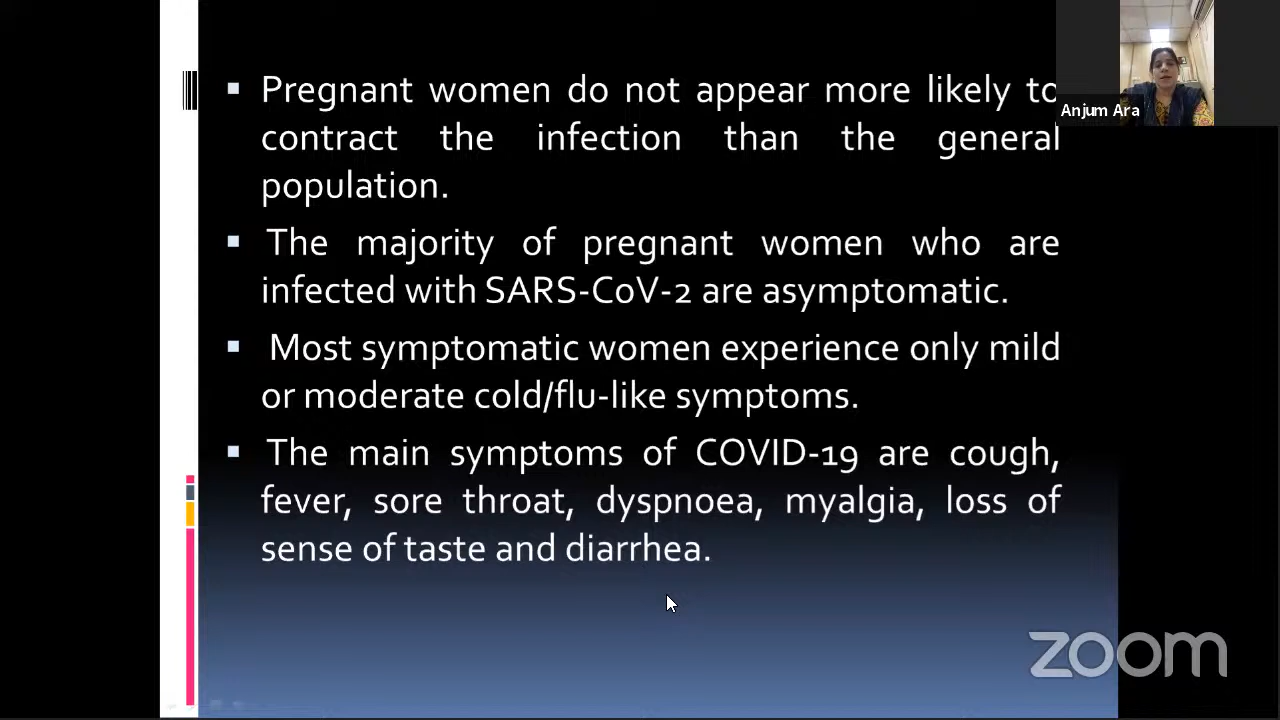 Pregnant women do not appear more likely to
contract the infection than the general
population.
The majority of pregnant women who are
infected with SARS-CoV-2 are asymptomatic.
Most symptomatic women experience only mild
or moderate cold/flu-like symptoms.
The main symptoms of COVID-19 are cough,
fever, sore throat, dyspnoea, myalgia, loss of
sense of taste and diarrhea.
Anjum Ara
zoom